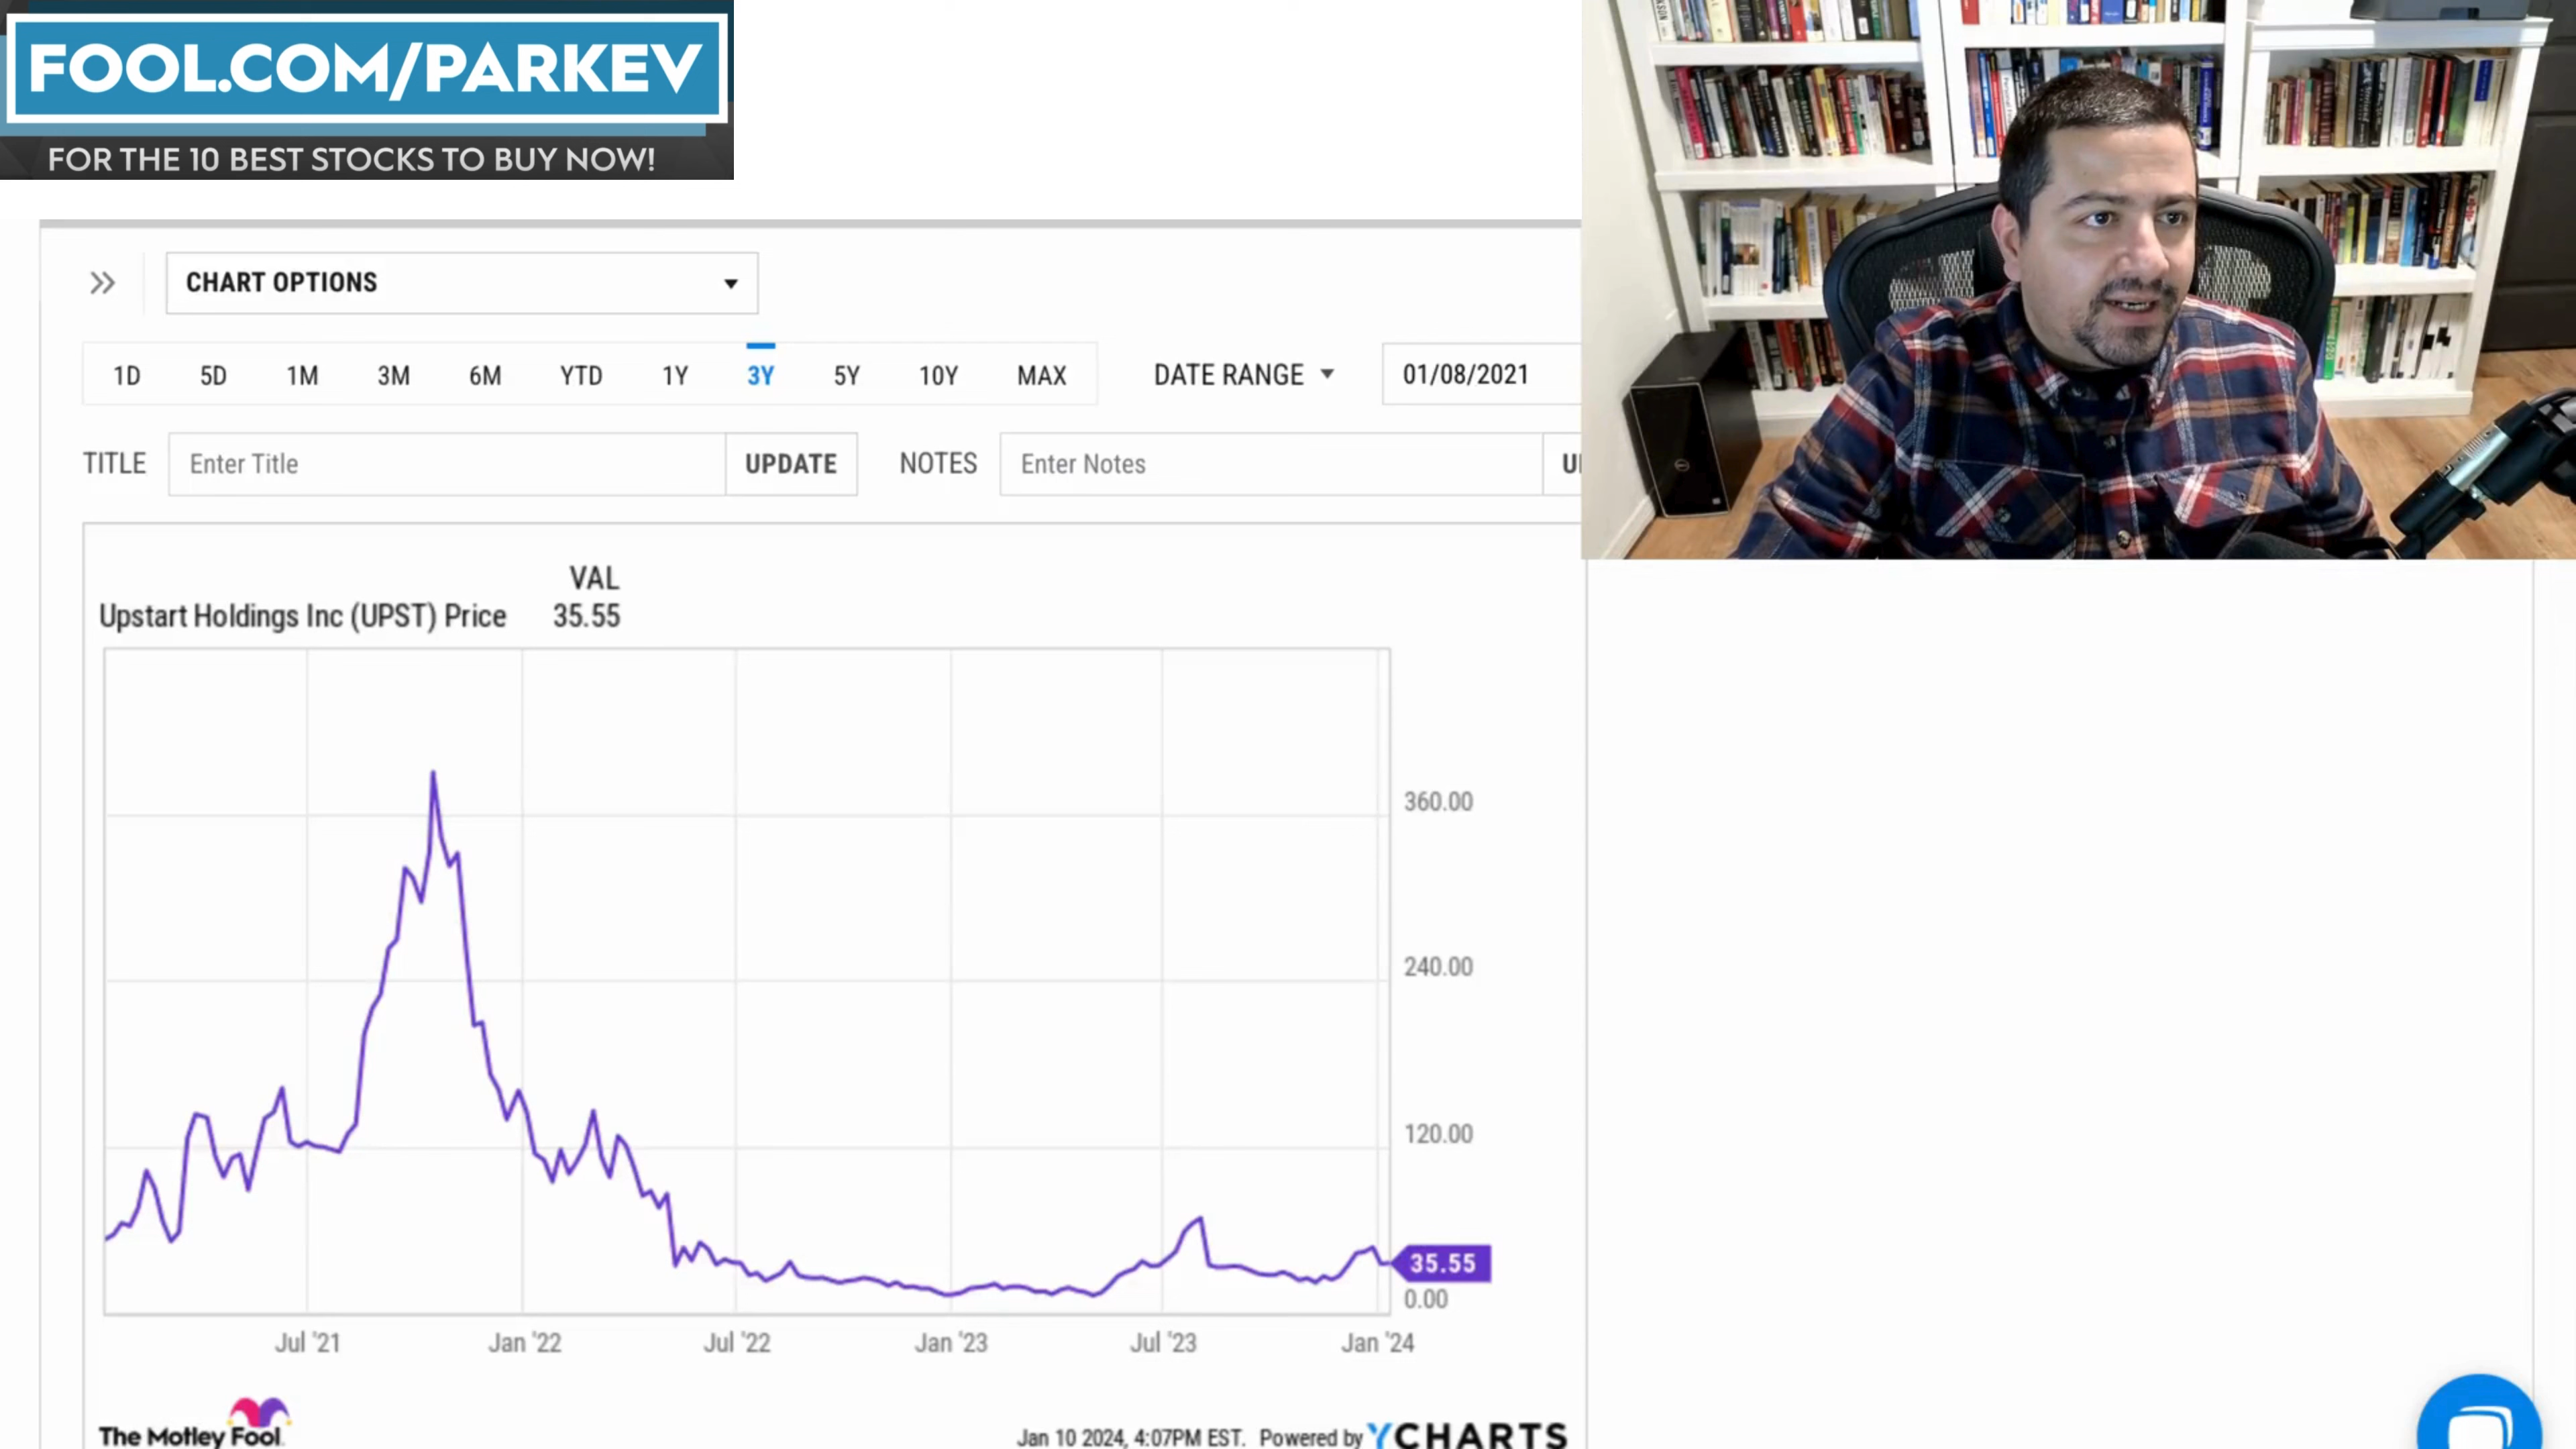 FOOL.COM/PARKEV
FOR THE 10 BEST STOCKS TO BUY NOW!
CHART OPTIONS
1D 5D 1M 3M 6M YTD 1Y 3Y 5Y 10Y MAX DATE RANGE 01/08/2021
TITLE Enter Title UPDATE NOTES Enter Notes
VAL
Upstart Holdings Inc (UPST) Price 35.55
360.00
240.00
120.00
35.55
0.00
Jul '21 Jan '22 Jul '22 Jan '23 Jul '23 Jan '24
The Motley Fool
Jan 10 2024, 4:07PM EST. Powered by YCHARTS